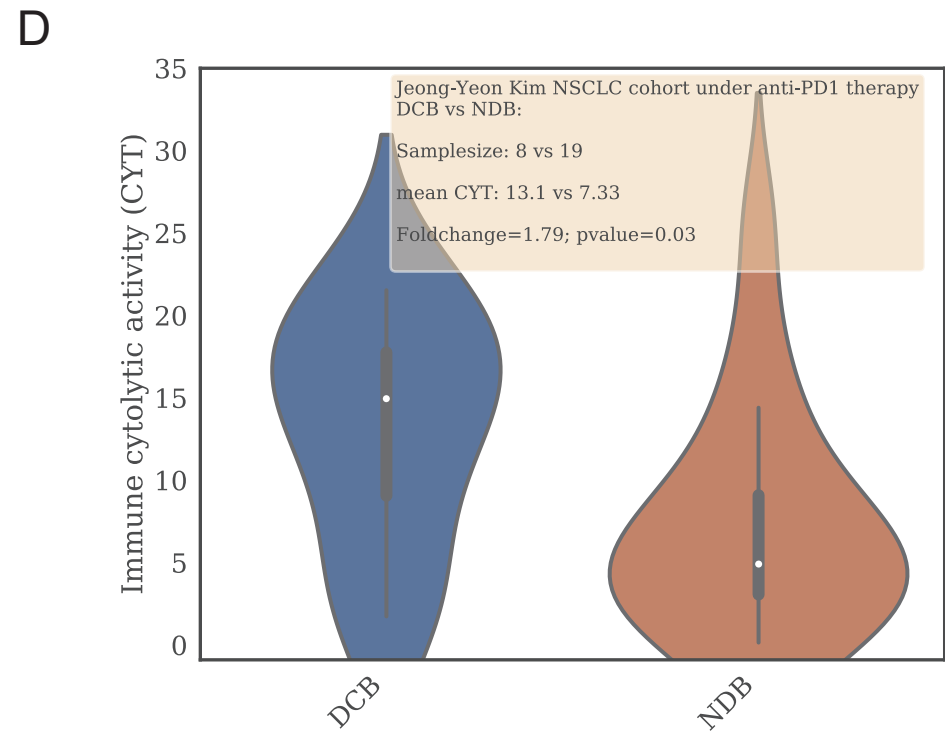 D
35
30
25
20
15
10
5
0
Immune cytolytic activity (CYT)
Jeong-Yeon Kim NSCLC cohort under anti-PD1 therapy
DCB vs NDB:
Samplesize: 8 vs 19
mean CYT: 13.1 vs 7.33
Foldchange=1.79; pvalue=0.03
DCB
NDB